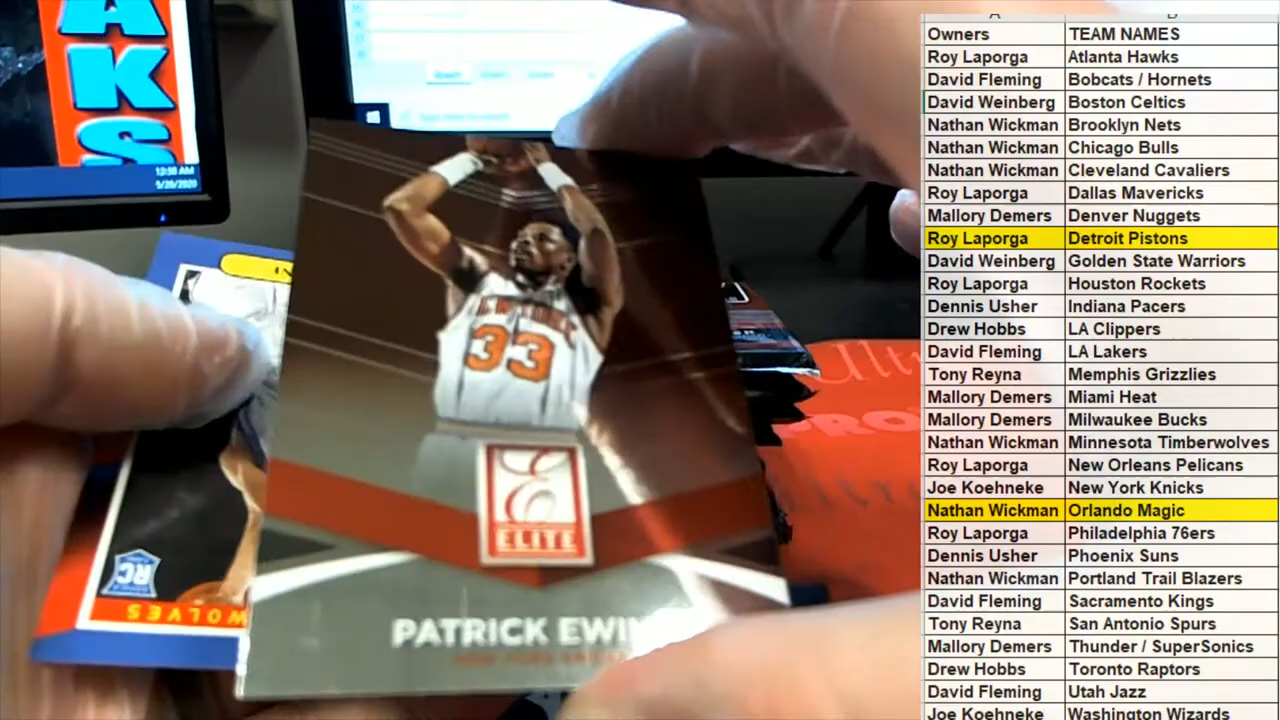 AKS
12:38 AM
9/20/2020
NEW YORK
33
E
ELITE
PATRICK EWIN
RC
WOLVES
Ultra
PRO
Owners TEAM NAMES
Roy Laporga Atlanta Hawks
David Fleming Bobcats / Hornets
David Weinberg Boston Celtics
Nathan Wickman Brooklyn Nets
Nathan Wickman Chicago Bulls
Nathan Wickman Cleveland Cavaliers
Roy Laporga Dallas Mavericks
Mallory Demers Denver Nuggets
Roy Laporga Detroit Pistons
David Weinberg Golden State Warriors
Roy Laporga Houston Rockets
Dennis Usher Indiana Pacers
Drew Hobbs LA Clippers
David Fleming LA Lakers
Tony Reyna Memphis Grizzlies
Mallory Demers Miami Heat
Mallory Demers Milwaukee Bucks
Nathan Wickman Minnesota Timberwolves
Roy Laporga New Orleans Pelicans
Joe Koehneke New York Knicks
Nathan Wickman Orlando Magic
Roy Laporga Philadelphia 76ers
Dennis Usher Phoenix Suns
Nathan Wickman Portland Trail Blazers
David Fleming Sacramento Kings
Tony Reyna San Antonio Spurs
Mallory Demers Thunder / SuperSonics
Drew Hobbs Toronto Raptors
David Fleming Utah Jazz
Joe Koehneke Washington Wizards